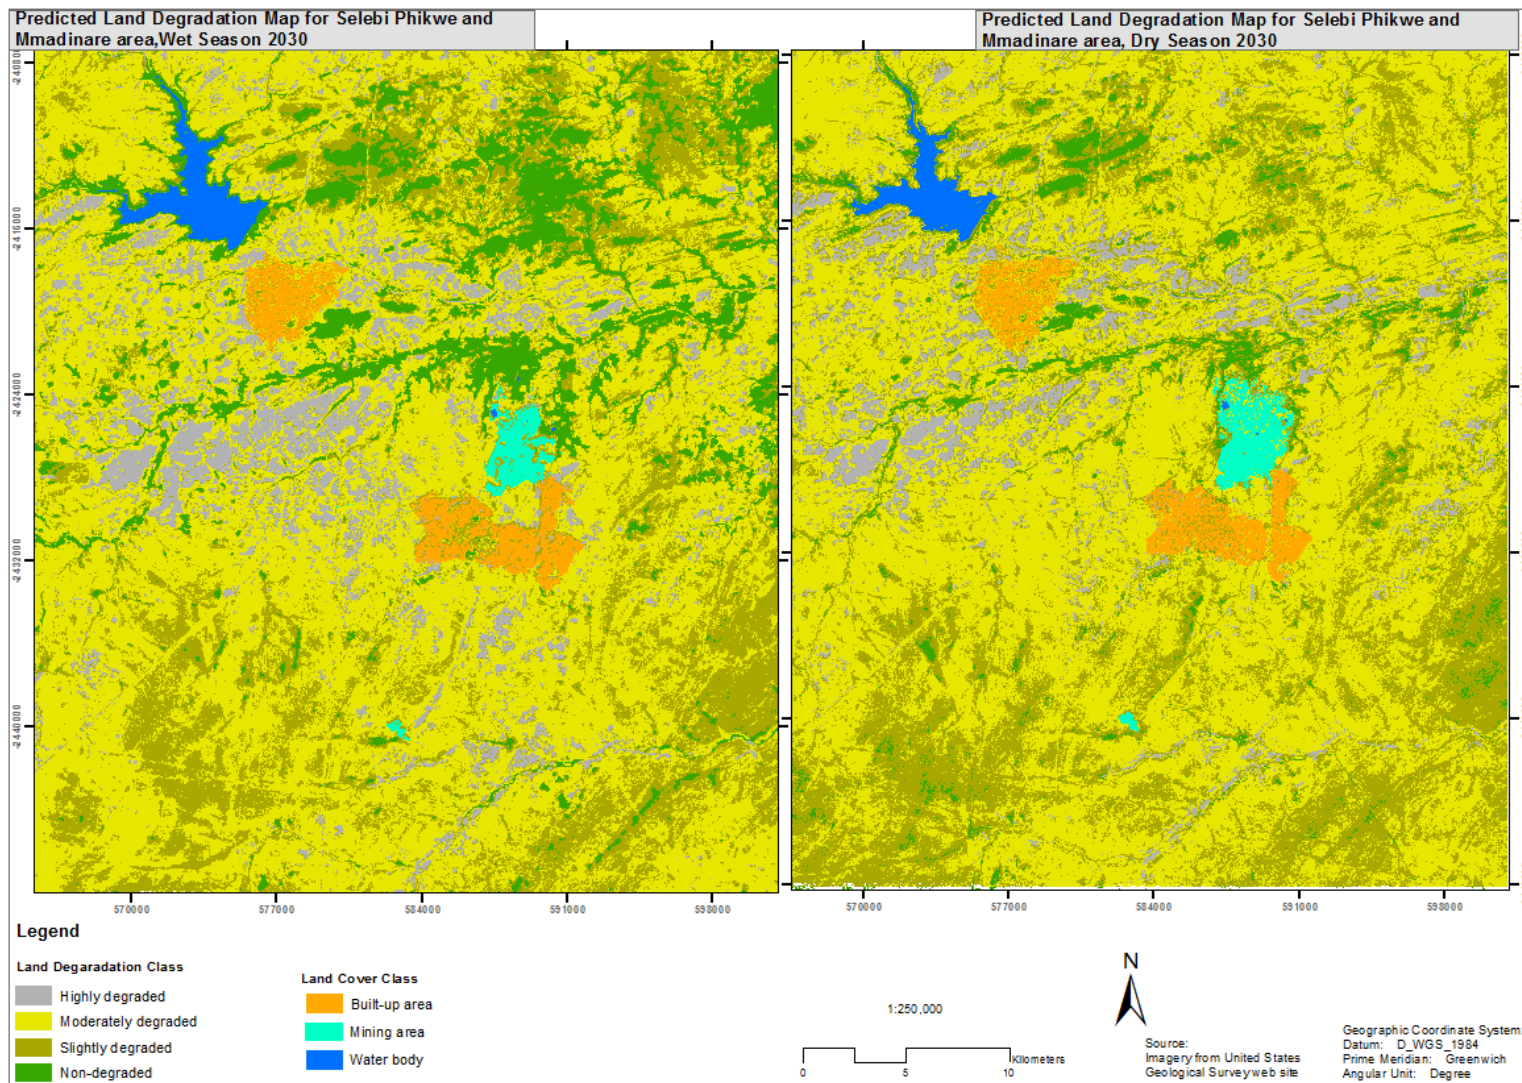 Predicted Land Degradation Map for Selebi Phikwe and
Mmadinare area,Wet Season 2030
Predicted Land Degradation Map for Selebi Phikwe and
Mmadinare area, Dry Season 2030
-2408000
-2416000
-2424000
-2432000
-2440000
570000
577000
584000
591000
598000
570000
577000
584000
591000
598000
Legend
Land Degaradation Class
Highly degraded
Moderately degraded
Slightly degraded
Non-degraded
Land Cover Class
Built-up area
Mining area
Water body
1:250,000
Kilometers
0
5
10
N
Source:
Imagery from United States
Geological Survey web site
Geographic Coordinate System:
Datum: D_WGS_1984
Prime Meridian: Greenwich
Angular Unit: Degree